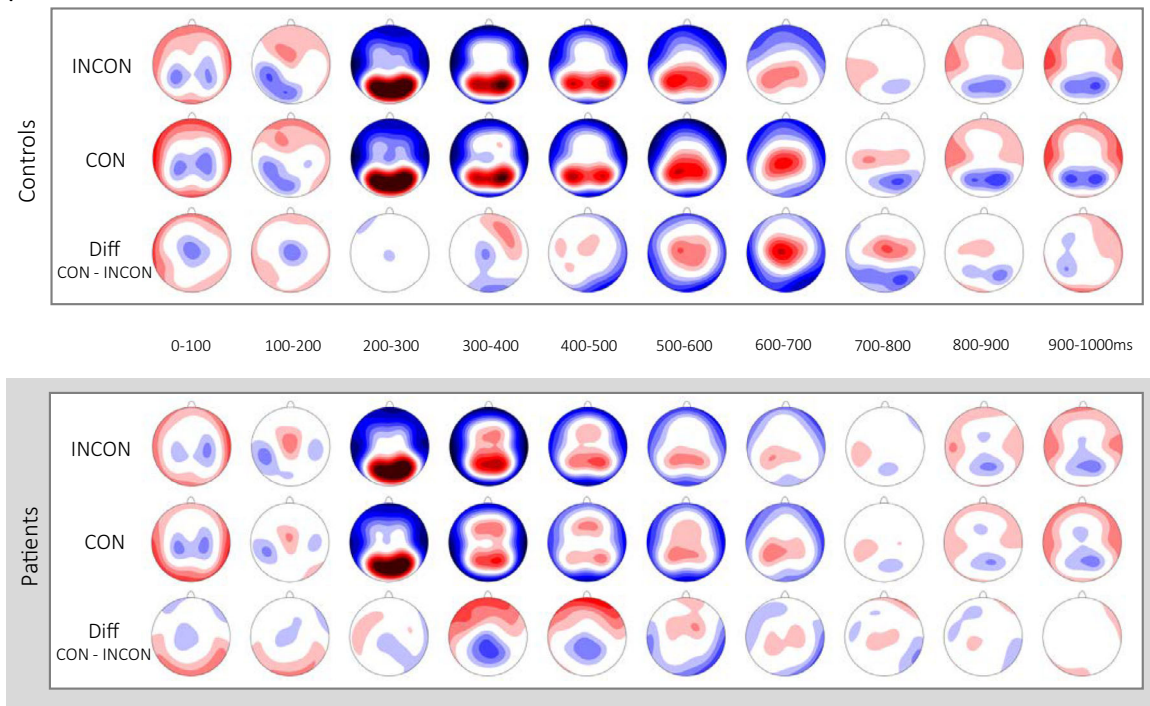 Controls
INCON
CON
Diff
CON - INCON
0-100 100-200 200-300 300-400 400-500 500-600 600-700 700-800 800-900 900-1000ms
Patients
INCON
CON
Diff
CON - INCON